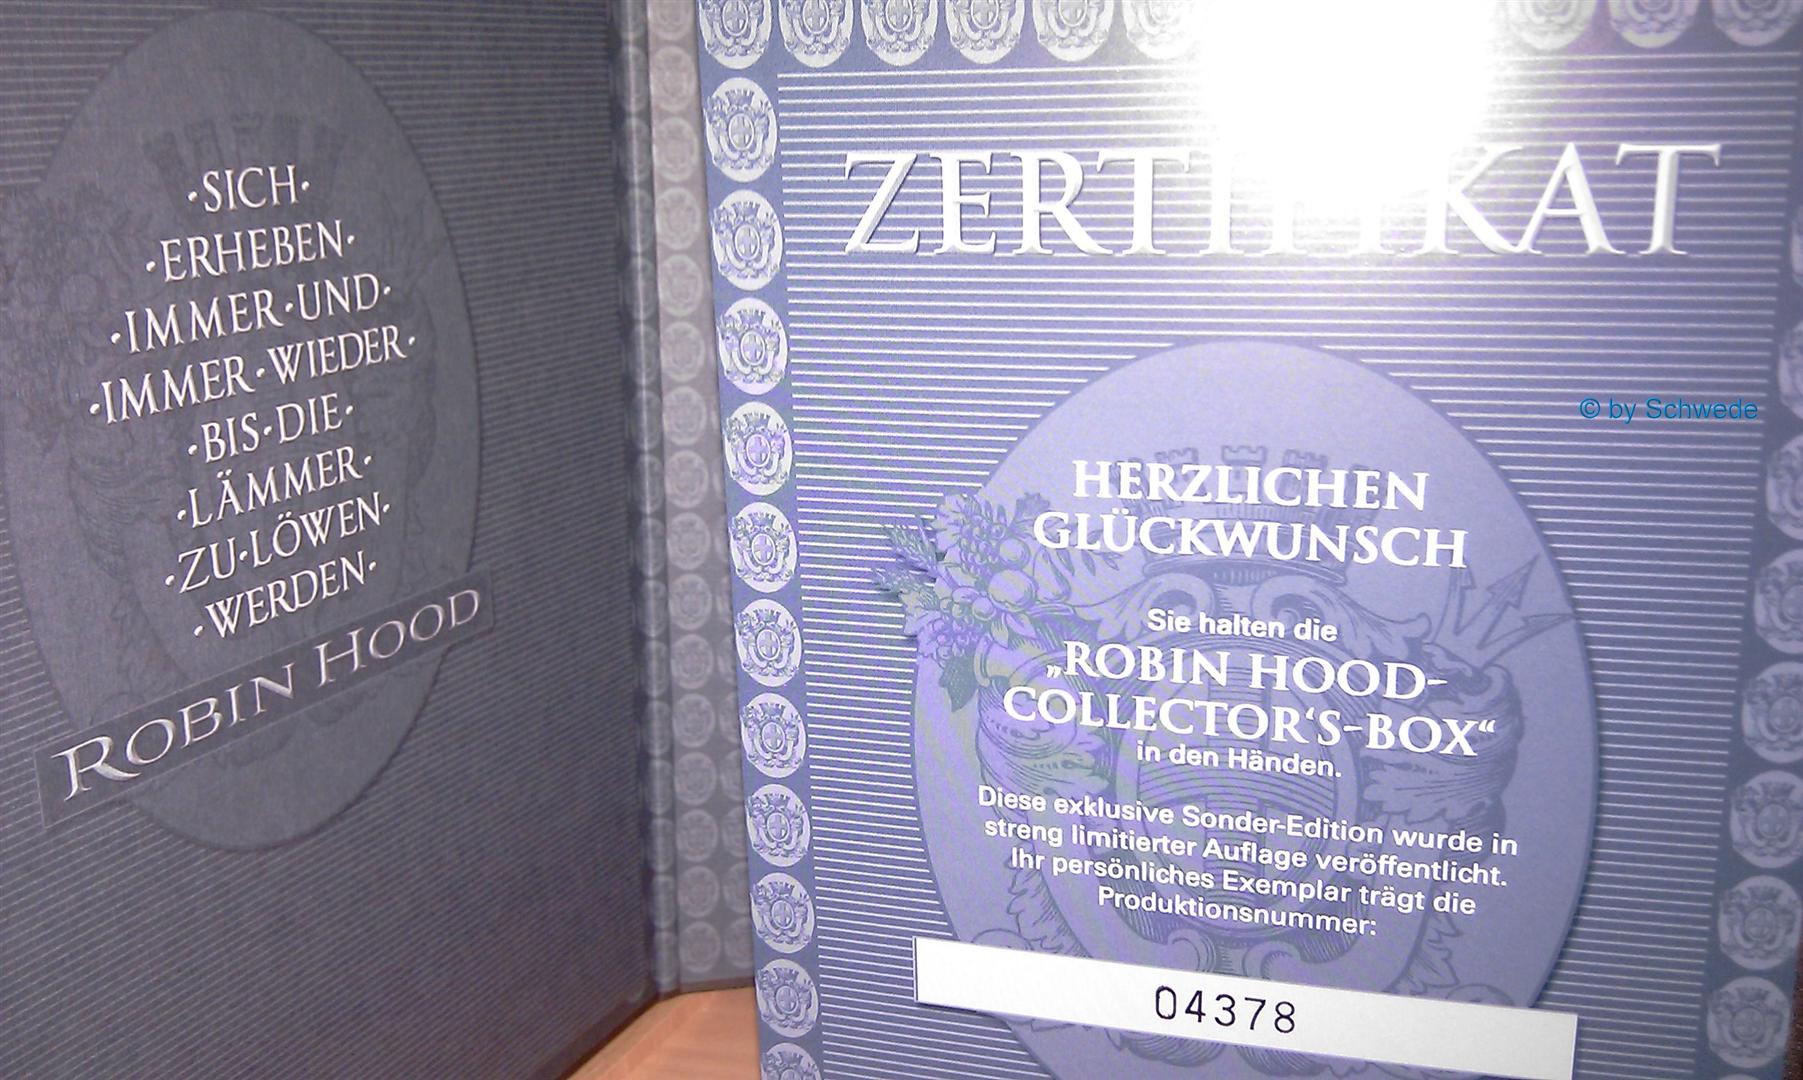 ·SICH·
·ERHEBEN·
·IMMER·UND·
·IMMER·WIEDER·
·BIS·DIE·
·LÄMMER·
·ZU·LÖWEN·
·WERDEN·
ROBIN HOOD
ZERTIFIKAT
© by Schwede
HERZLICHEN
GLÜCKWUNSCH
Sie halten die
„ROBIN HOOD-
COLLECTOR‘S-BOX“
in den Händen.
Diese exklusive Sonder-Edition wurde in
streng limitierter Auflage veröffentlicht.
Ihr persönliches Exemplar trägt die
Produktionsnummer:
04378